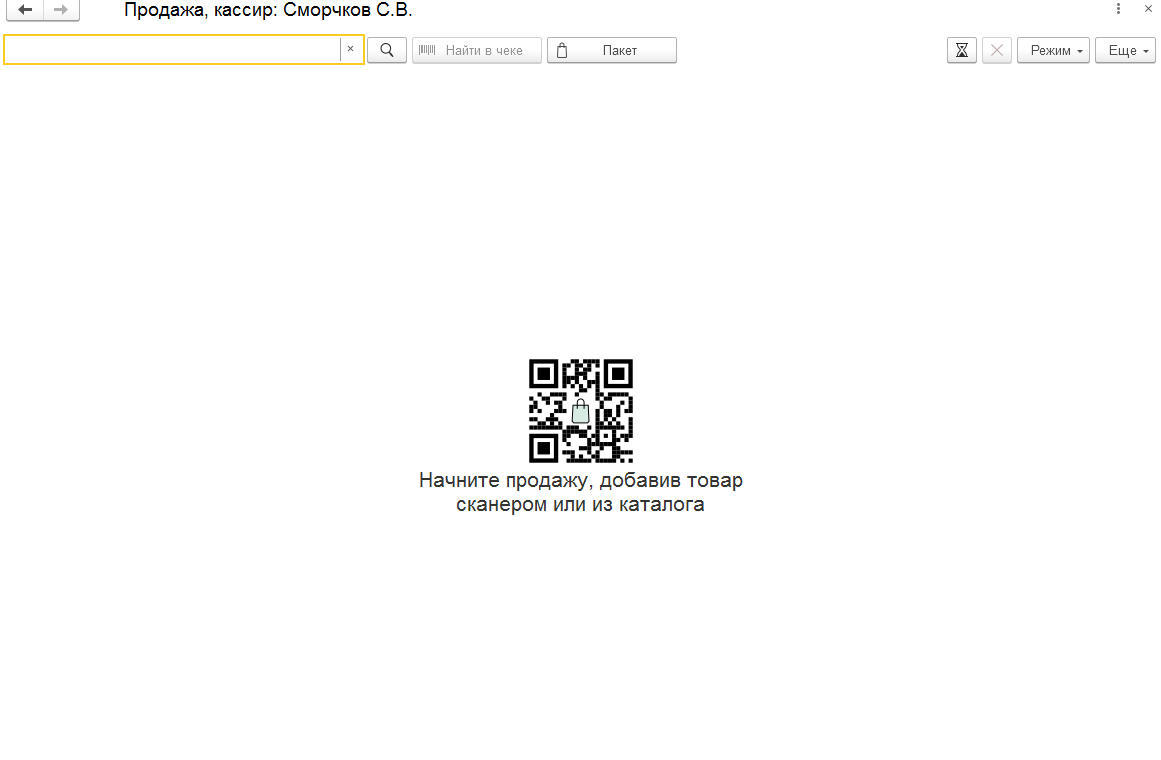 Продажа, кассир: Сморчков С.В.
Найти в чеке
Пакет
Режим
Еще
Начните продажу, добавив товар
сканером или из каталога